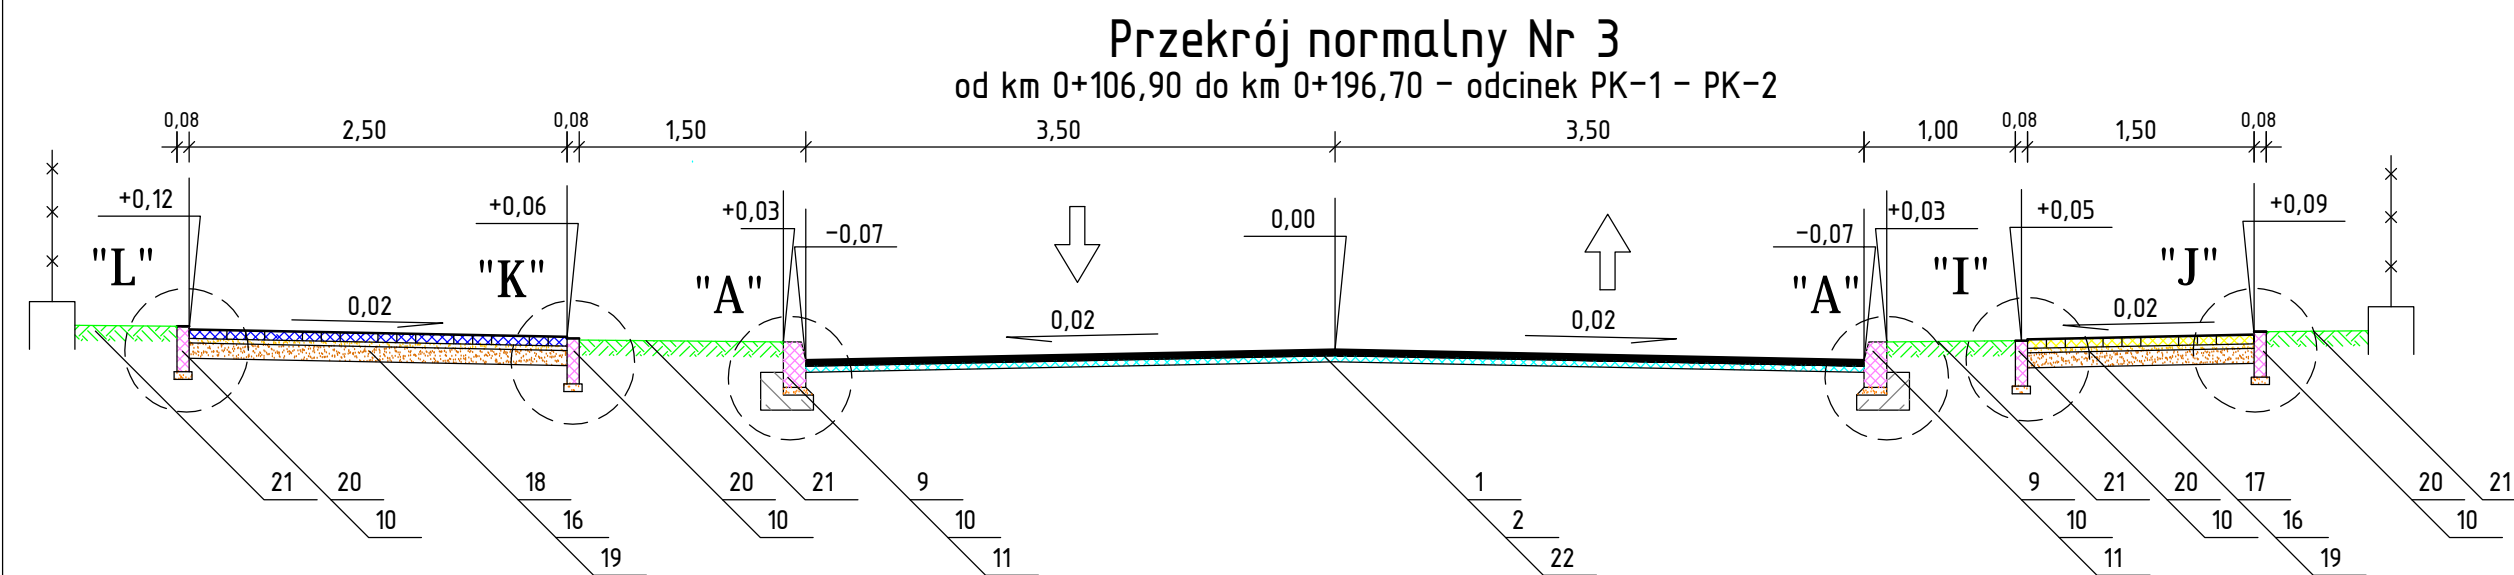 Przekrój normalny Nr 3
od km 0+106,90 do km 0+196,70 - odcinek PK-1 - PK-2
0,08 2,50 0,08 1,50 3,50 3,50 1,00 0,08 1,50 0,08
+0,12 +0,06 +0,03 -0,07 0,00 -0,07 +0,03 +0,05 +0,09
"L" "K" "A" "A" "I" "J"
0,02 0,02 0,02 0,02
21 20 18 20 21 9 1 9 21 20 17 20 21
10 16 10 10 2 10 10 16 10
19 11 22 11 19